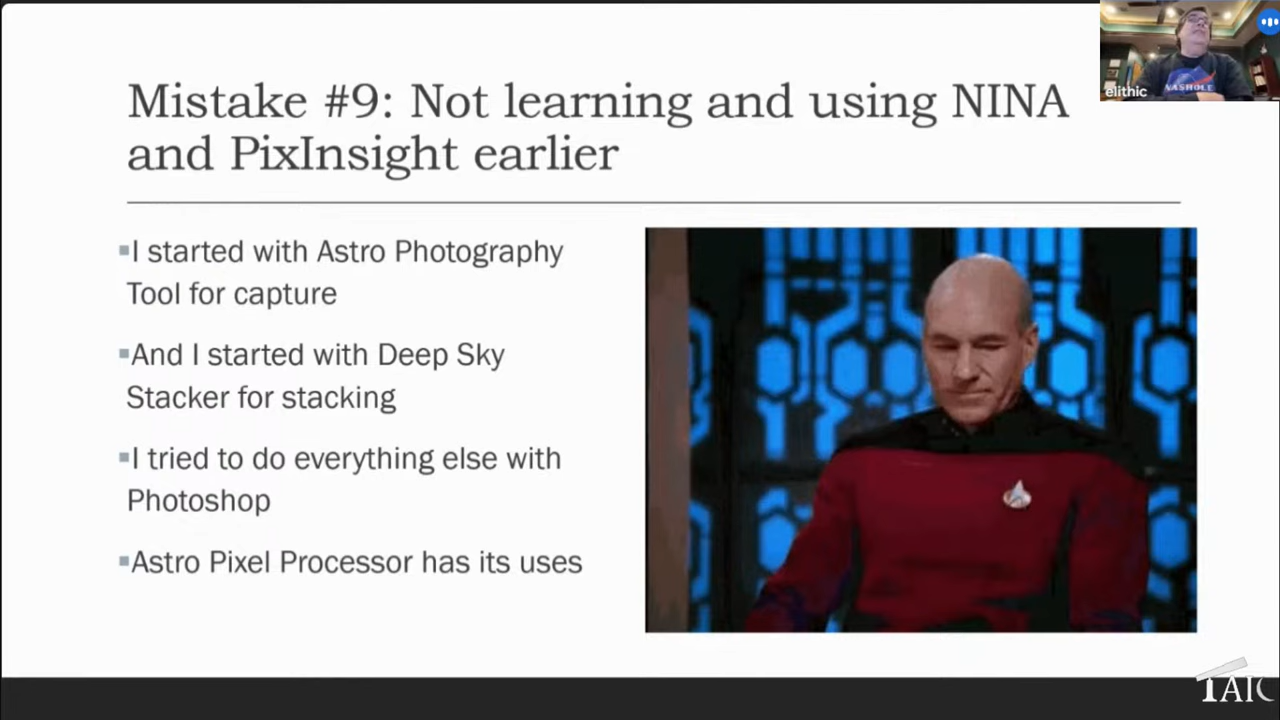 Mistake #9: Not learning and using NINA
and PixInsight earlier
elithic
NASHOLE
▪I started with Astro Photography
Tool for capture
▪And I started with Deep Sky
Stacker for stacking
▪I tried to do everything else with
Photoshop
▪Astro Pixel Processor has its uses
TAIC